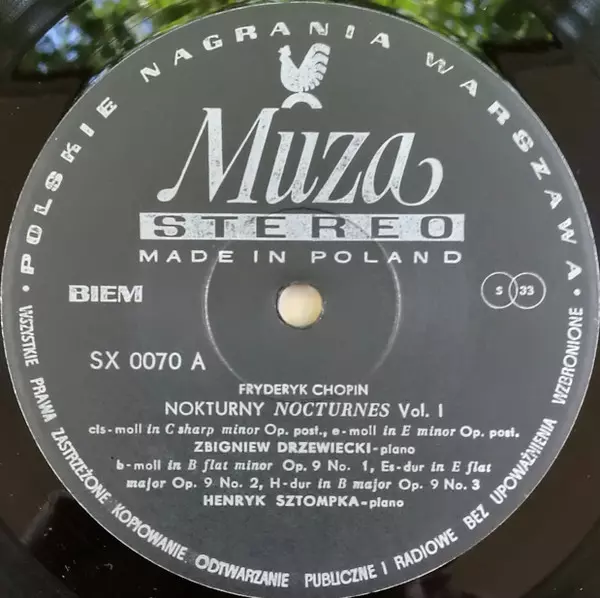 • POLSKIE NAGRANIA WARSZAWA •
Muza
STEREO
MADE IN POLAND
BIEM
S 33
SX 0070 A
FRYDERYK CHOPIN
NOKTURNY NOCTURNES Vol. I
cis-moll in C sharp minor Op. post., e-moll in E minor Op. post.
ZBIGNIEW DRZEWIECKI-piano
b-moll in B flat minor Op. 9 No. 1, Es-dur in E flat
major Op. 9 No. 2, H-dur in B major Op. 9 No. 3
HENRYK SZTOMPKA-piano
WSZYSTKIE PRAWA ZASTRZEŻONE KOPIOWANIE ODTWARZANIE PUBLICZNE I RADIOWE BEZ UPOWAŻNIENIA WZBRONIONE